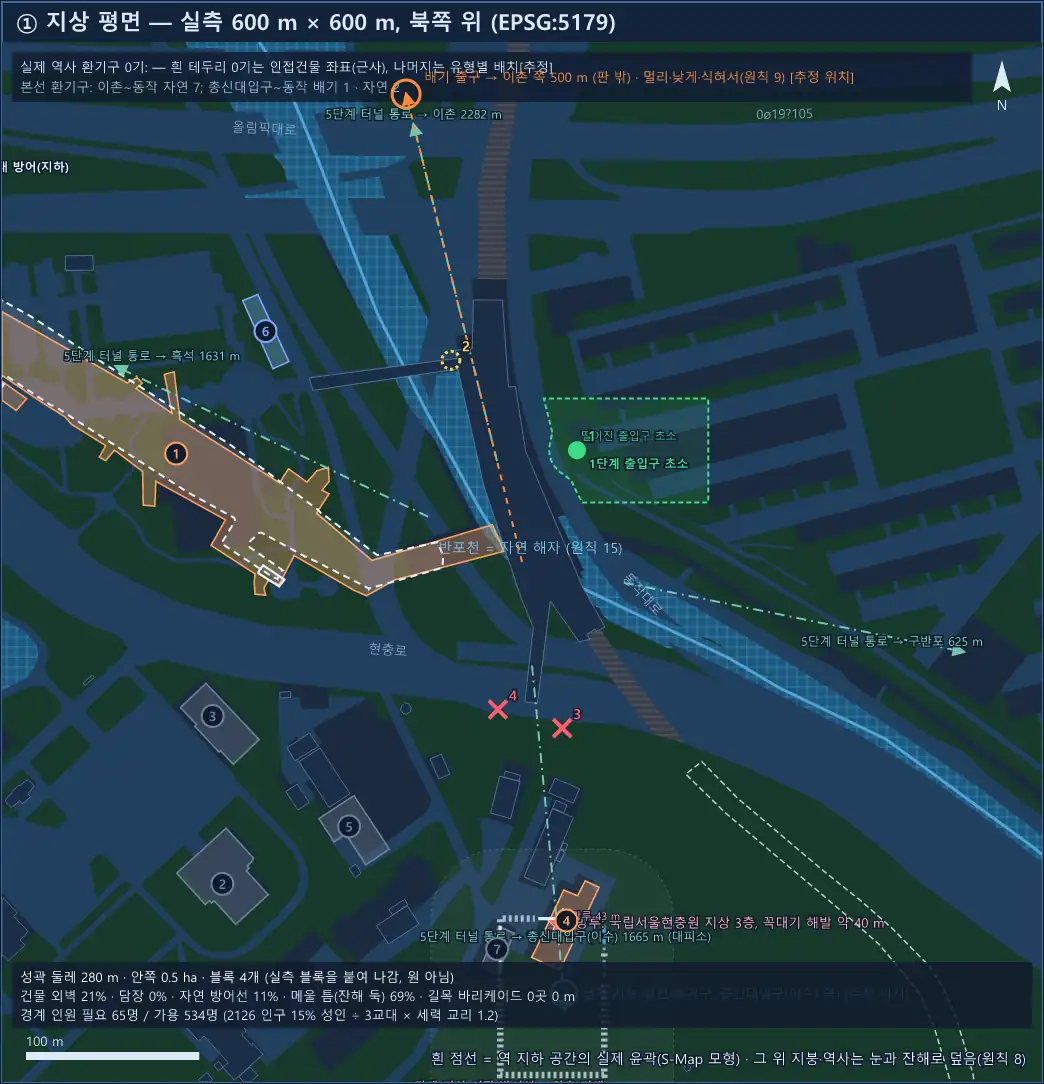 ① 지상 평면 — 실측 600 m × 600 m, 북쪽 위 (EPSG:5179)
실제 역사 환기구 0기: — 흰 테두리 0기는 인접건물 좌표(근사), 나머지는 유형별 배치[추정]
배기 출구 → 이촌 쪽 500 m (판 밖) · 멀리·낮게·식혀서(원칙 9) [추정 위치]
본선 환기구: 이촌~동작 자연 7; 총신대입구~동작 배기 1 · 자연 2
N
5단계 터널 통로 → 이촌 2282 m
0ø19?105
올림픽대로
방어(지하)
2
6
5단계 터널 통로 → 흑석 1631 m
출입구 초소
1
1단계 출입구 초소
반포천 = 자연 해자 (원칙 15)
동작대로
5단계 터널 통로 → 구반포 625 m
현충로
4
3
3
5
2
4
국립서울현충원 지상 3층, 꼭대기 해발 약 40 m
5단계 터널 통로 → 총신대입구(이수) 1665 m (대피소)
7
성곽 둘레 280 m · 안쪽 0.5 ha · 블록 4개 (실측 블록을 붙여 나감, 원 아님)
건물 외벽 21% · 담장 0% · 자연 방어선 11% · 메울 틈(잔해 둑) 69% · 길목 바리케이드 0곳 0 m
경계 인원 필요 65명 / 가용 534명 (2126 인구 15% 성인 ÷ 3교대 × 세력 교리 1.2)
100 m
흰 점선 = 역 지하 공간의 실제 윤곽(S-Map 모형) · 그 위 지붕·역사는 눈과 잔해로 덮음(원칙 8)